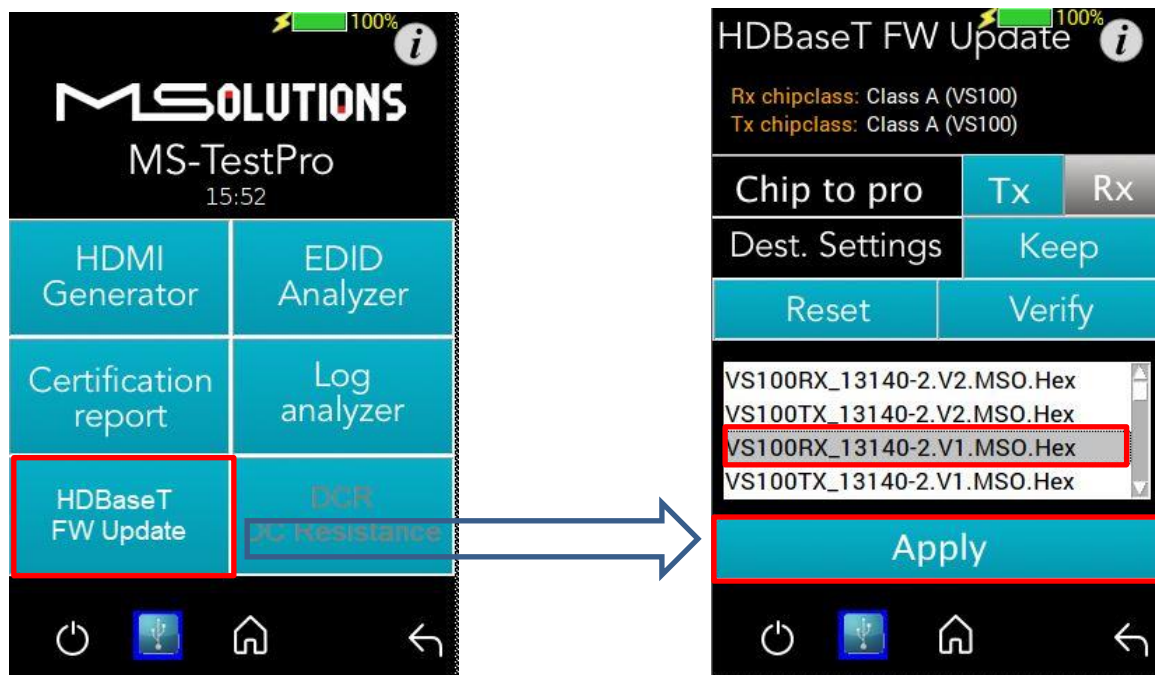 100%
i
MSOLUTIONS
MS-TestPro
15:52
HDMI
Generator
EDID
Analyzer
Certification
report
Log
analyzer
HDBaseT
FW Update
DCR
DC Resistance
100%
HDBaseT FW Update
i
Rx chipclass: Class A (VS100)
Tx chipclass: Class A (VS100)
Chip to pro
Tx
Rx
Dest. Settings
Keep
Reset
Verify
VS100RX_13140-2.V2.MSO.Hex
VS100TX_13140-2.V2.MSO.Hex
VS100RX_13140-2.V1.MSO.Hex
VS100TX_13140-2.V1.MSO.Hex
Apply